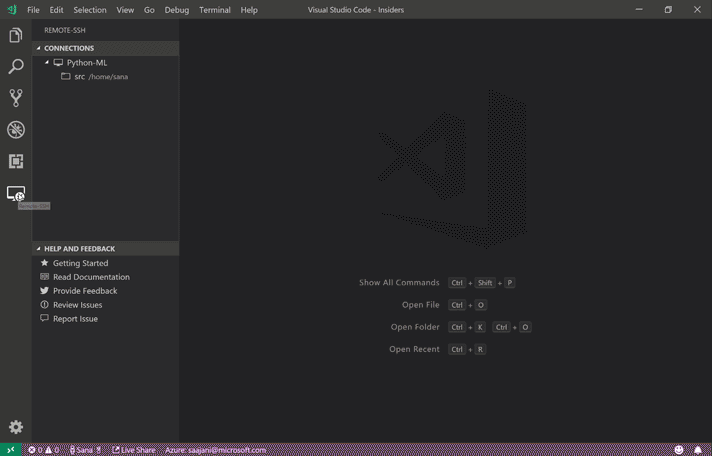 File Edit Selection View Go Debug Terminal Help
Visual Studio Code - Insiders
REMOTE-SSH
CONNECTIONS
Python-ML
src /home/sana
Remote-SSH
HELP AND FEEDBACK
Getting Started
Read Documentation
Provide Feedback
Review Issues
Report Issue
Show All Commands Ctrl + Shift + P
Open File Ctrl + O
Open Folder Ctrl + K Ctrl + O
Open Recent Ctrl + R
0 0 Sana Live Share Azure: saajani@microsoft.com